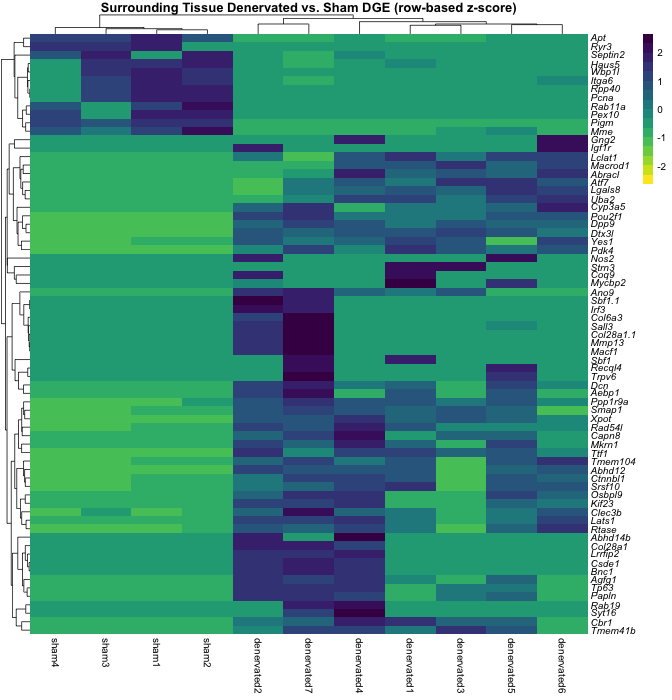 Surrounding Tissue Denervated vs. Sham DGE (row-based z-score)
Apt
Ryr3
Septin2
Haus5
Wbp1l
Itga6
Rpp40
Pcna
Rab11a
Pex10
Pigm
Mme
Gng2
Igf1r
Lclat1
Macrod1
Abracl
Atf7
Lgals8
Uba2
Cyp3a5
Pou2f1
Dpp9
Dtx3l
Yes1
Pdk4
Nos2
Strn3
Coq9
Mycbp2
Ano9
Sbf1.1
Irf3
Col6a3
Sall3
Col28a1.1
Mmp13
Macf1
Sbf1
Recql4
Trpv6
Dcn
Aebp1
Ppp1r9a
Smap1
Xpot
Rad54l
Capn8
Mkrn1
Ttf1
Tmem104
Abhd12
Ctnnbl1
Srsf10
Osbpl9
Kif23
Clec3b
Lats1
Rtase
Abhd14b
Col28a1
Lrrfip2
Csde1
Bnc1
Agfg1
Tp63
Papln
Rab19
Syt16
Cbr1
Tmem41b
2
1
0
-1
-2
sham4
sham3
sham1
sham2
denervated2
denervated7
denervated4
denervated1
denervated3
denervated5
denervated6